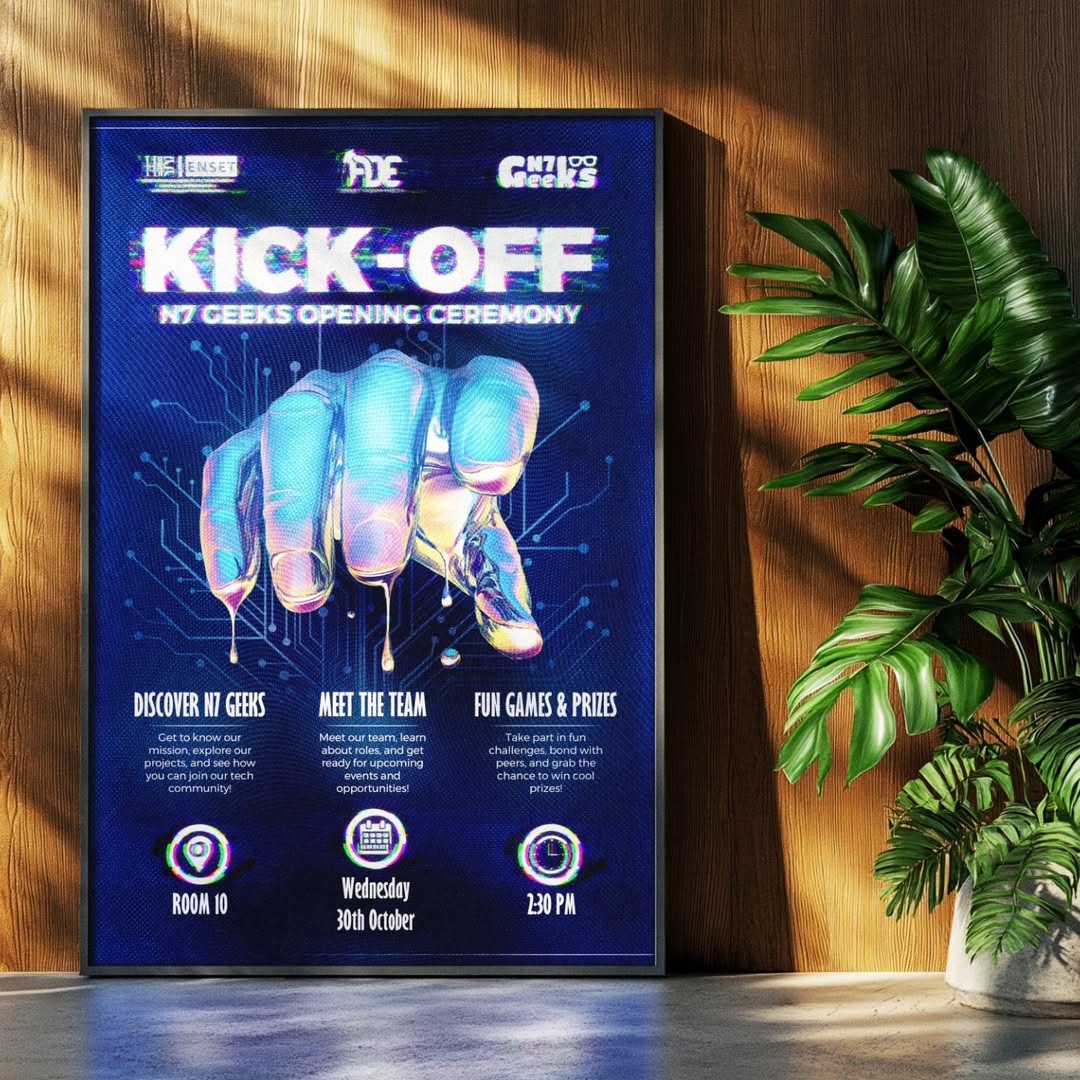 ENSET
ADE
N7
GeekS
KICK-OFF
N7 GEEKS OPENING CEREMONY
DISCOVER N7 GEEKS
Get to know our
mission, explore our
projects, and see how
you can join our tech
community!
MEET THE TEAM
Meet our team, learn
about roles, and get
ready for upcoming
events and
opportunities!
FUN GAMES & PRIZES
Take part in fun
challenges, bond with
peers, and grab the
chance to win cool
prizes!
ROOM 10
Wednesday
30th October
2:30 PM